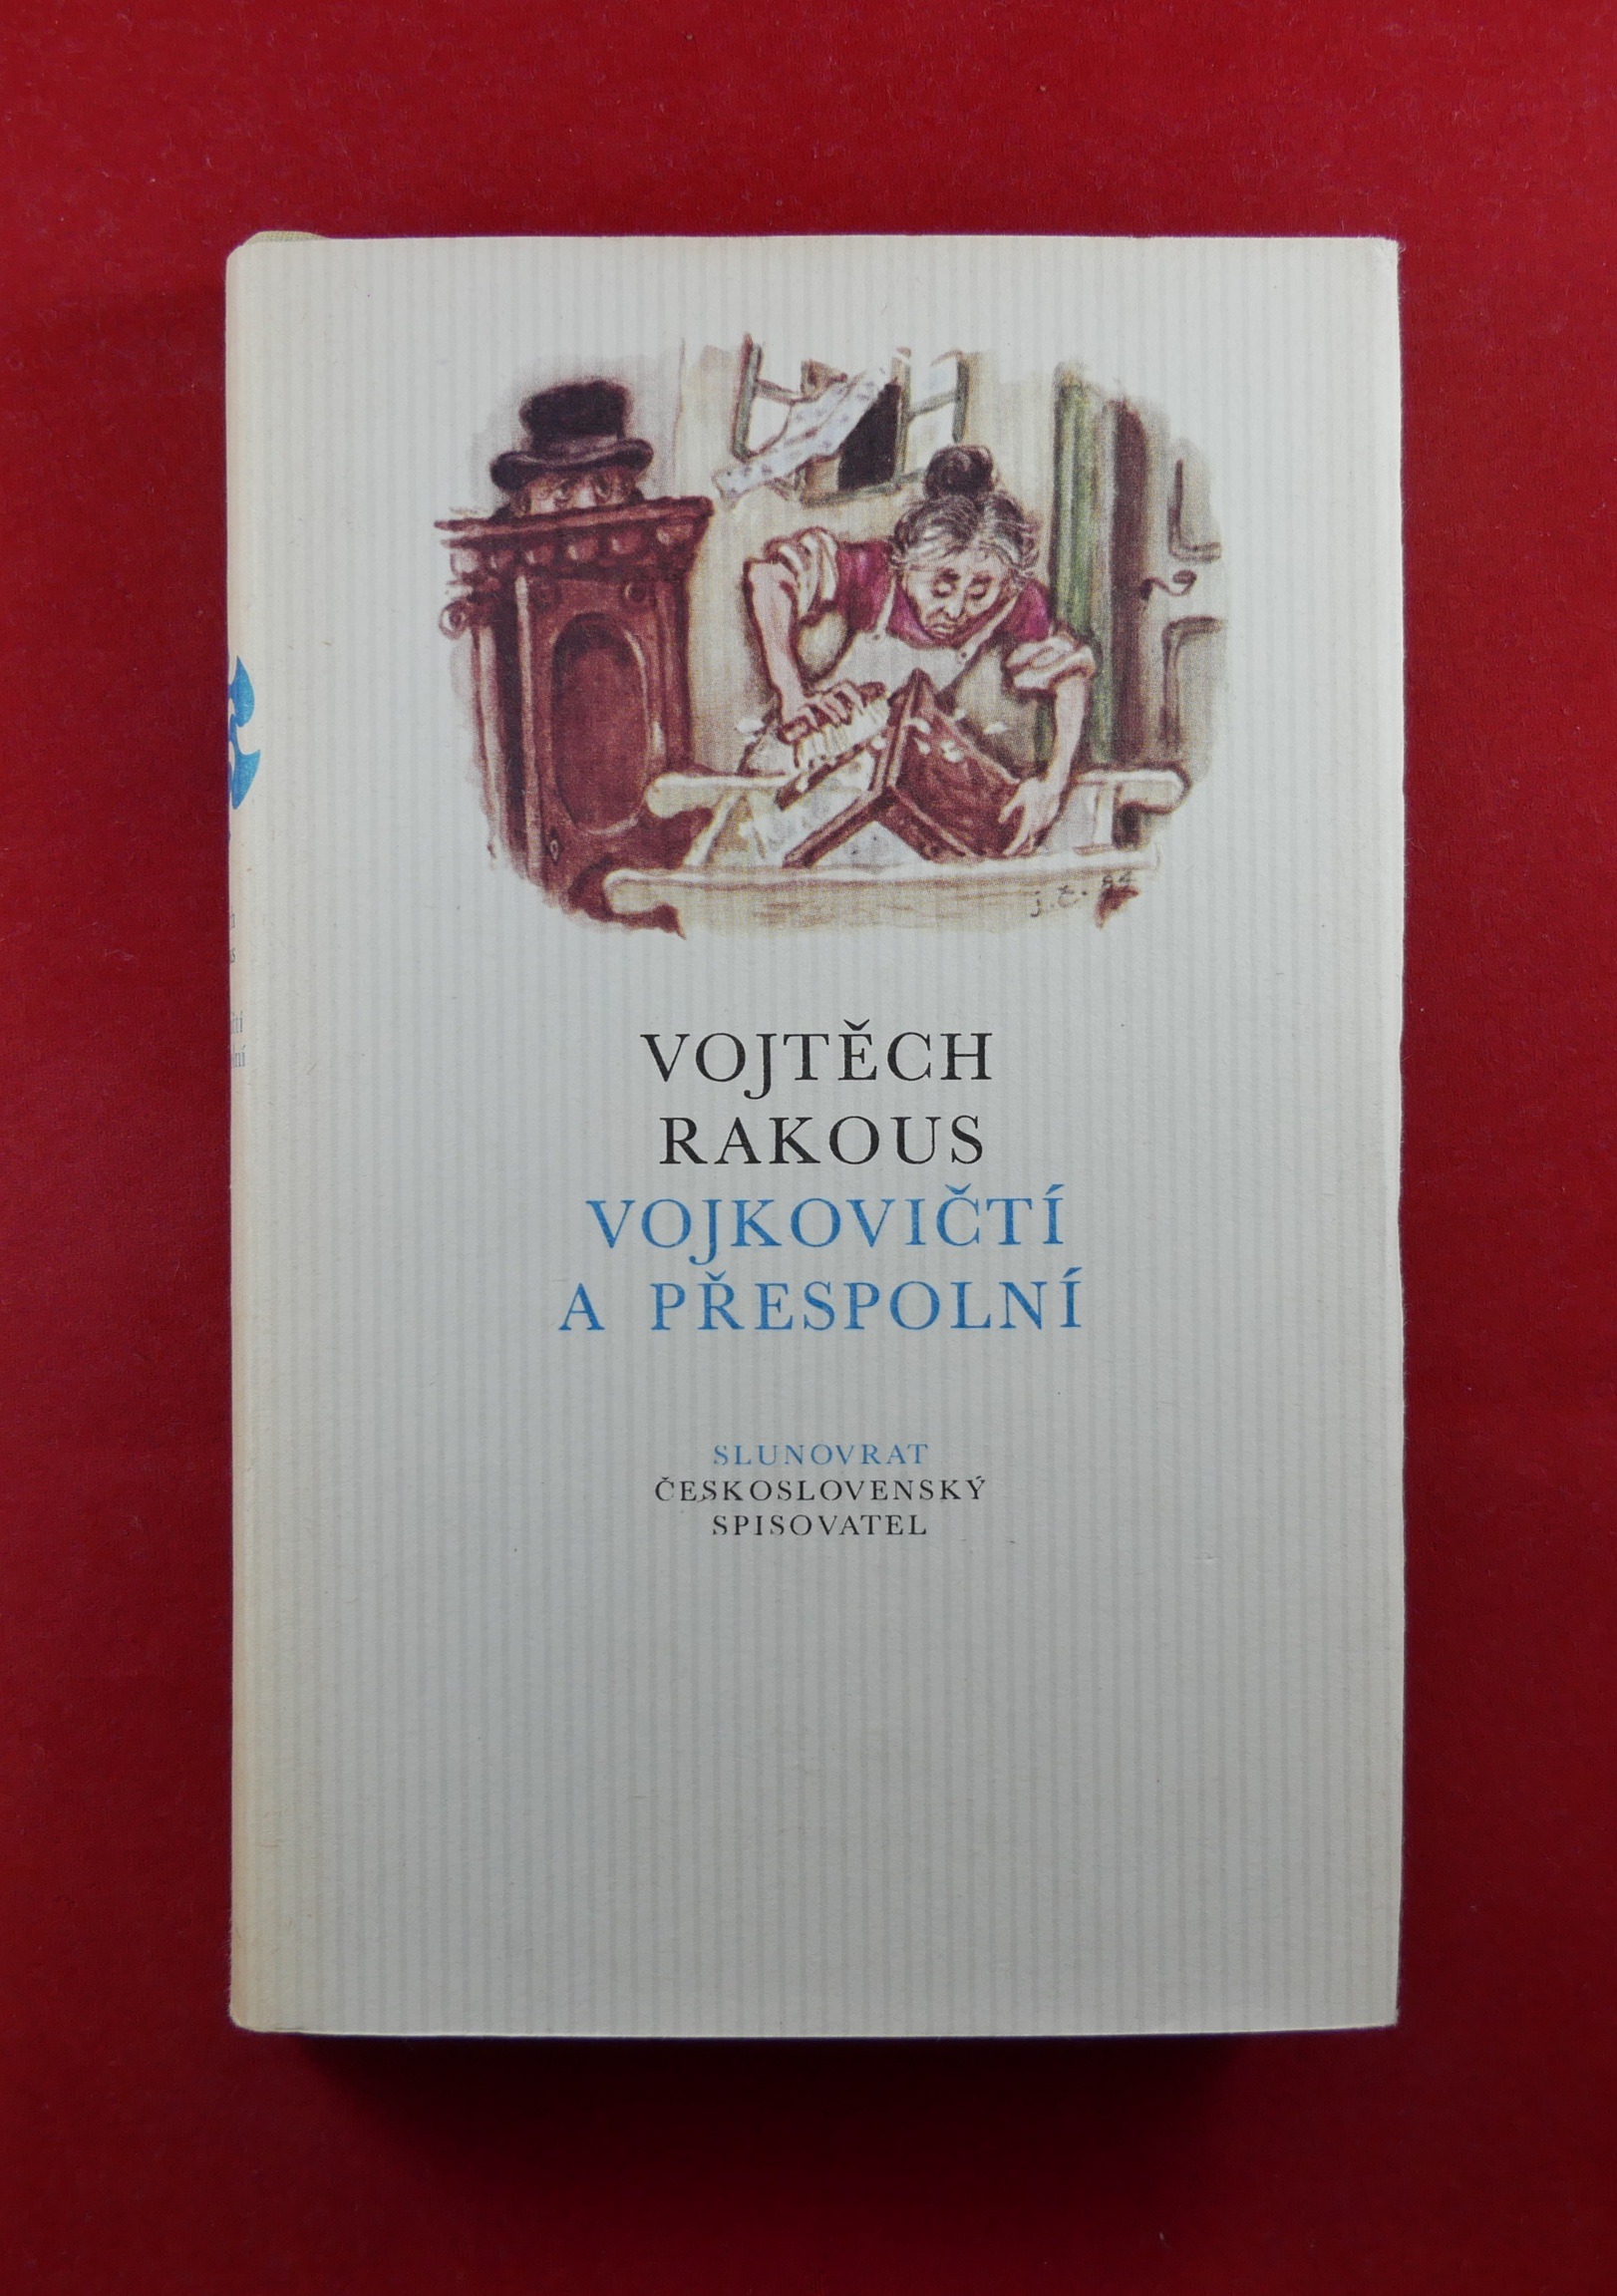 VOJTĚCH
RAKOUS
VOJKOVIČTÍ
A PŘESPOLNÍ
SLUNOVRAT
ČESKOSLOVENSKÝ
SPISOVATEL